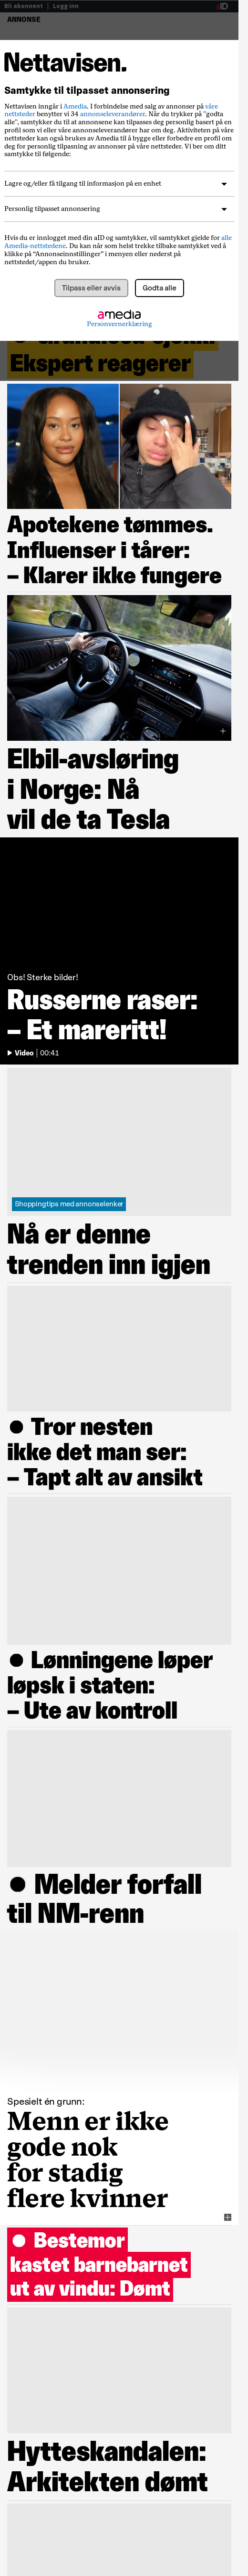 Bli abonnent | Logg inn
aID
ANNONSE
Nettavisen.
Samtykke til tilpasset annonsering
Nettavisen inngår i Amedia. I forbindelse med salg av annonser på våre
nettsteder benytter vi 34 annonseleverandører. Når du trykker på "godta
alle", samtykker du til at annonsene kan tilpasses deg personlig basert på en
profil som vi eller våre annonseleverandører har om deg. Aktiviteten på våre
nettsteder kan også brukes av Amedia til å bygge eller forbedre en profil om
deg for personlig tilpasning av annonser på våre nettsteder. Vi ber om ditt
samtykke til følgende:
Lagre og/eller få tilgang til informasjon på en enhet
Personlig tilpasset annonsering
Hvis du er innlogget med din aID og samtykker, vil samtykket gjelde for alle
Amedia-nettstedene. Du kan når som helst trekke tilbake samtykket ved å
klikke på “Annonseinnstillinger” i menyen eller nederst på
nettstedet/appen du bruker.
Tilpass eller avvis
Godta alle
amedia
Personvernerklæring
Ekspert reagerer
Apotekene tømmes.
Influenser i tårer:
– Klarer ikke fungere
Elbil-avsløring
i Norge: Nå
vil de ta Tesla
Obs! Sterke bilder!
Russerne raser:
– Et mareritt!
Video | 00:41
Shoppingtips med annonselenker
Nå er denne
trenden inn igjen
Tror nesten
ikke det man ser:
– Tapt alt av ansikt
Lønningene løper
løpsk i staten:
– Ute av kontroll
Melder forfall
til NM-renn
Spesielt én grunn:
Menn er ikke
gode nok
for stadig
flere kvinner
Bestemor
kastet barnebarnet
ut av vindu: Dømt
Hytteskandalen:
Arkitekten dømt